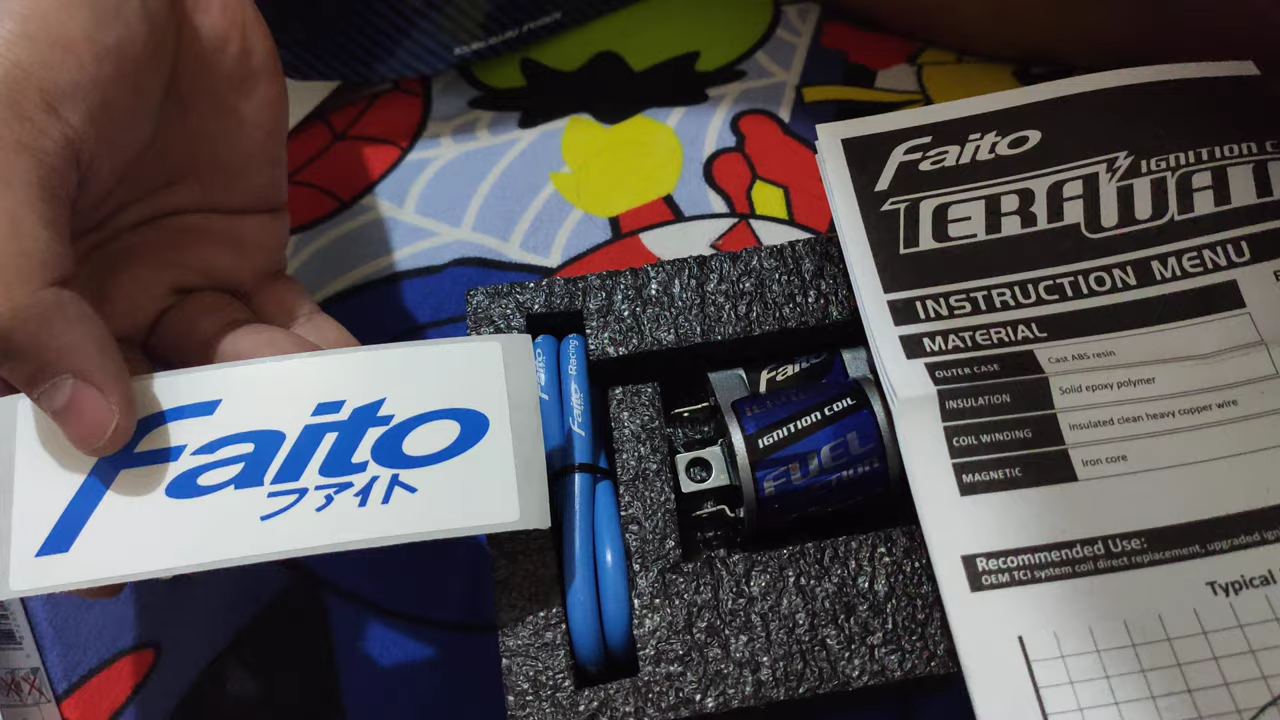 Faito
ファイト
Faito
Faito Racing
Faito
IGNITION COIL
FUEL
Faito
IGNITION C
TERAWAT
INSTRUCTION MENU
MATERIAL
OUTER CASE Cast ABS resin
INSULATION Solid epoxy polymer
COIL WINDING Insulated clean heavy copper wire
MAGNETIC Iron core
Recommended Use:
OEM TCI system coil direct replacement, upgraded ign
Typical